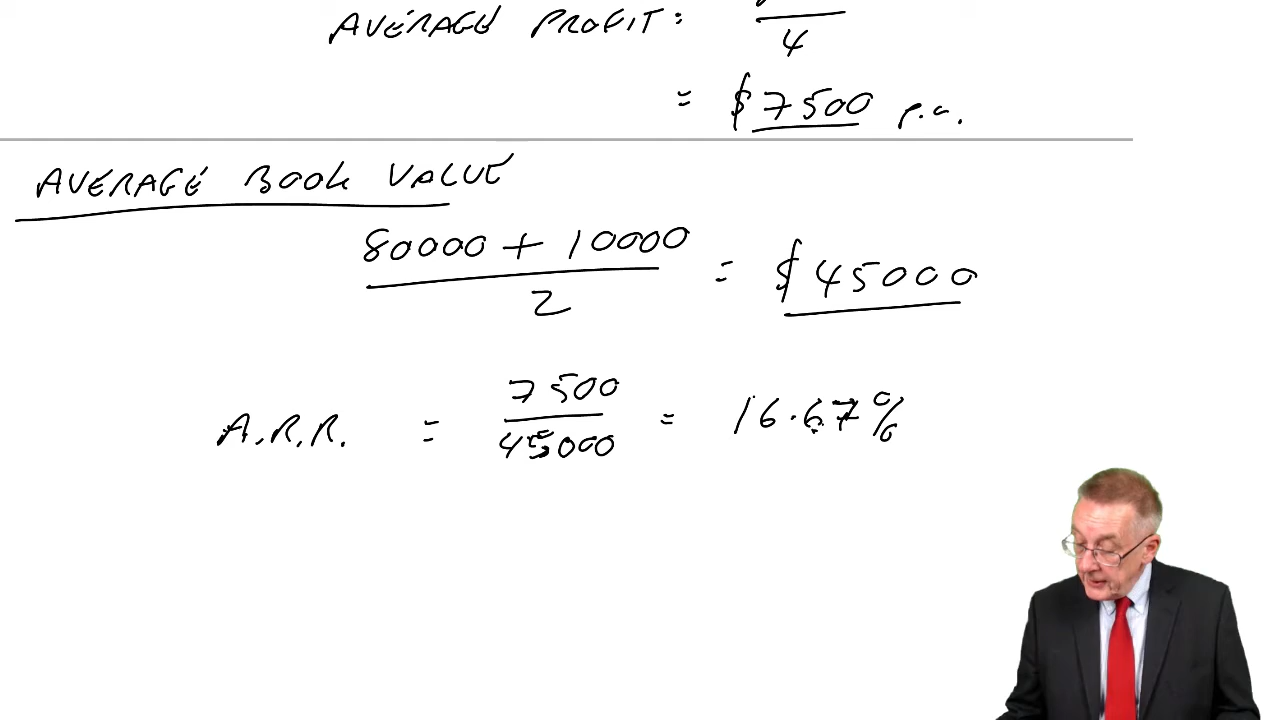 AVERAGE PROFIT:
4
= $7500 p.a.
AVERAGE BOOK VALUE
80000 + 10000
2
= $45000
A.R.R. = 7500 = 16.67%
45000